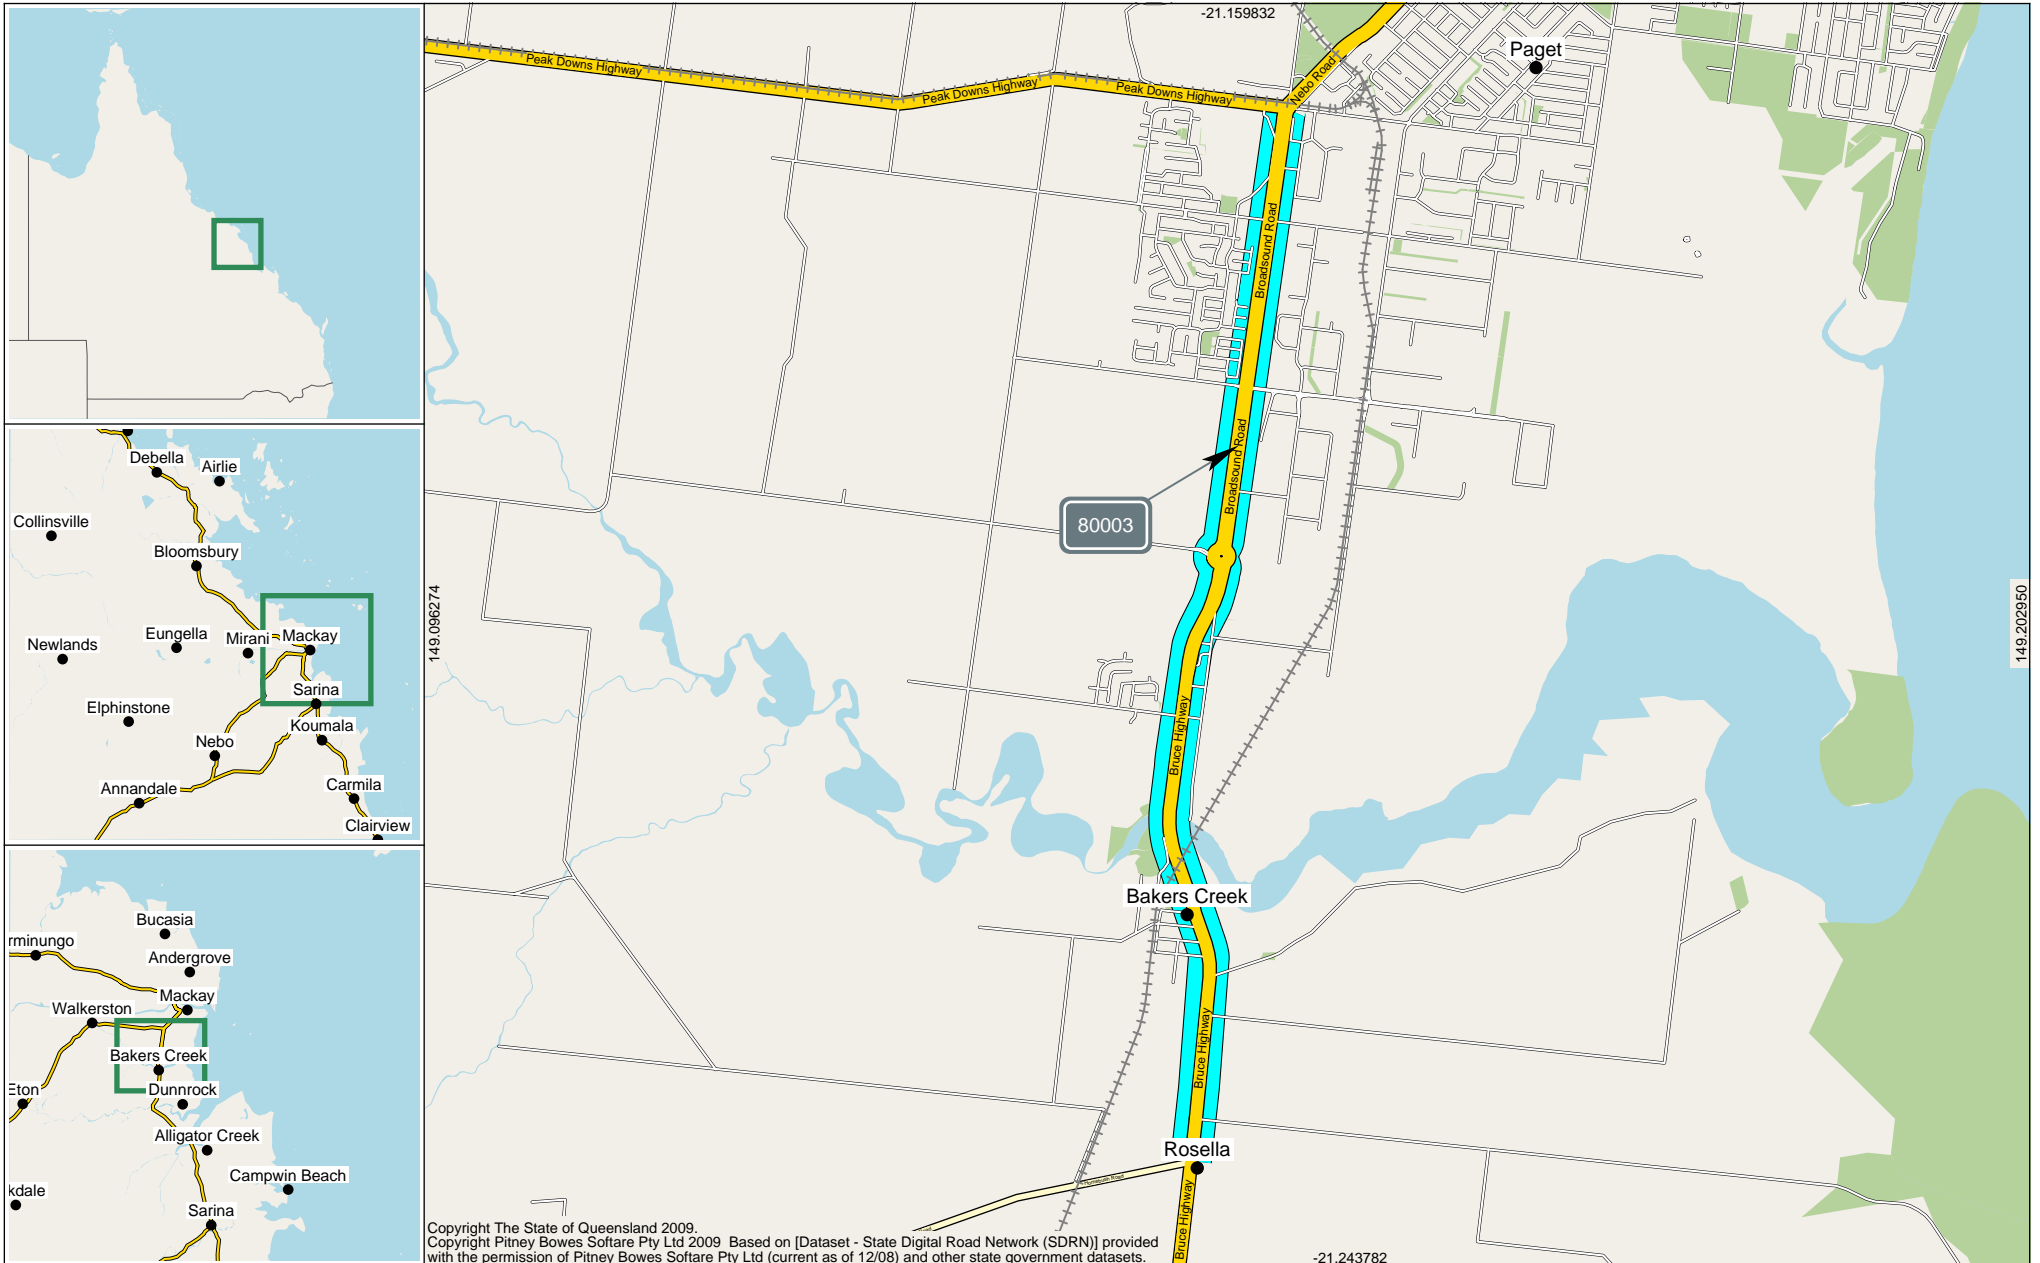 Debella
Airlie
Collinsville
Bloomsbury
Newlands
Eungella
Mirani
Mackay
Sarina
Elphinstone
Koumala
Nebo
Annandale
Carmila
Clairview
Bucasia
rminungo
Andergrove
Mackay
Walkerston
Bakers Creek
Eton
Dunnrock
Alligator Creek
Campwin Beach
kdale
Sarina
-21.159832
Paget
Peak Downs Highway
Peak Downs Highway
Peak Downs Highway
Nebo Road
Broadsound Road
Broadsound Road
80003
149.096274
149.202950
Bruce Highway
Bakers Creek
Bruce Highway
Rosella
Homebush Road
Bruce Highway
Copyright The State of Queensland 2009.
Copyright Pitney Bowes Softare Pty Ltd 2009 Based on [Dataset - State Digital Road Network (SDRN)] provided
with the permission of Pitney Bowes Softare Pty Ltd (current as of 12/08) and other state government datasets.
-21.243782